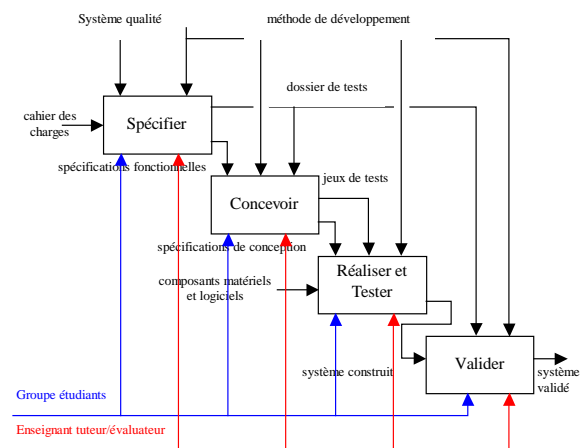 Système qualité
méthode de développement
dossier de tests
cahier des
charges
Spécifier
spécifications fonctionnelles
jeux de tests
Concevoir
spécifications de conception
composants matériels
et logiciels
Réaliser et
Tester
système construit
Valider
système
validé
Groupe étudiants
Enseignant tuteur/évaluateur